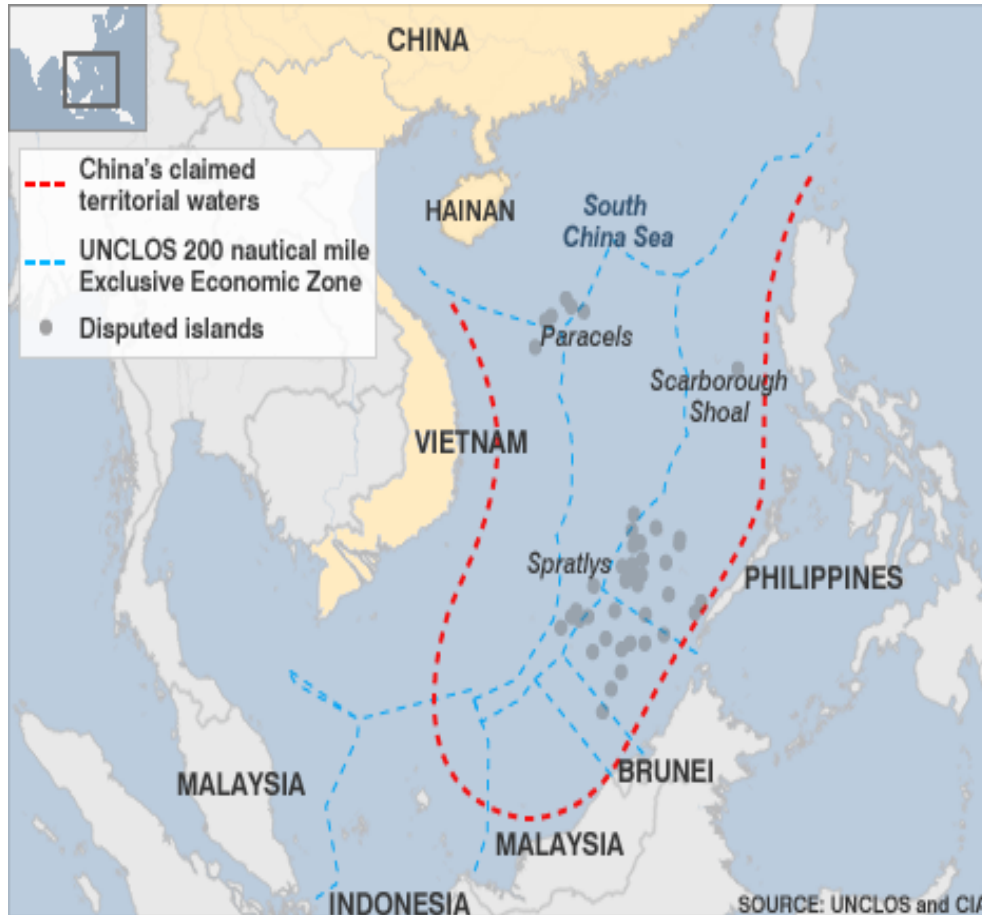 CHINA
China's claimed
territorial waters
UNCLOS 200 nautical mile
Exclusive Economic Zone
Disputed islands
HAINAN
South
China Sea
Paracels
Scarborough
Shoal
VIETNAM
Spratlys
PHILIPPINES
MALAYSIA
BRUNEI
MALAYSIA
INDONESIA
SOURCE: UNCLOS and CIA